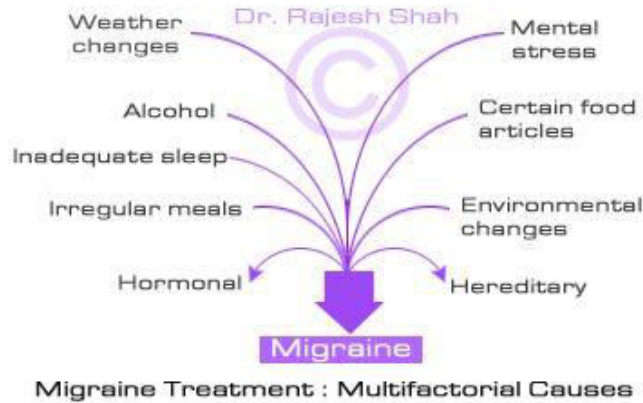 Dr. Rajesh Shah
©
Weather
changes
Mental
stress
Alcohol
Certain food
articles
Inadequate sleep
Irregular meals
Environmental
changes
Hormonal
Hereditary
Migraine
Migraine Treatment : Multifactorial Causes